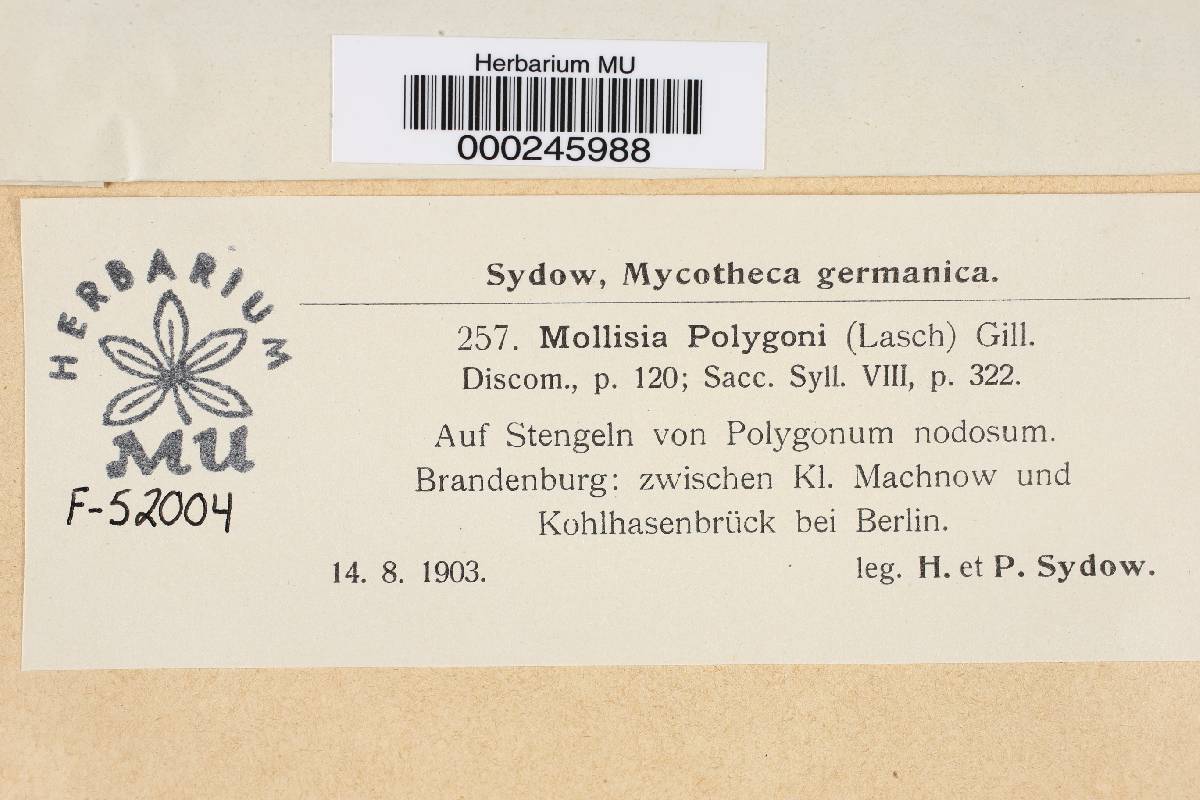 Herbarium MU
000245988
HERBARIUM
MU
F-52004
Sydow, Mycotheca germanica.
257. Mollisia Polygoni (Lasch) Gill.
Discom., p. 120; Sacc. Syll. VIII, p. 322.
Auf Stengeln von Polygonum nodosum.
Brandenburg: zwischen Kl. Machnow und
Kohlhasenbrück bei Berlin.
14. 8. 1903. leg. H. et P. Sydow.